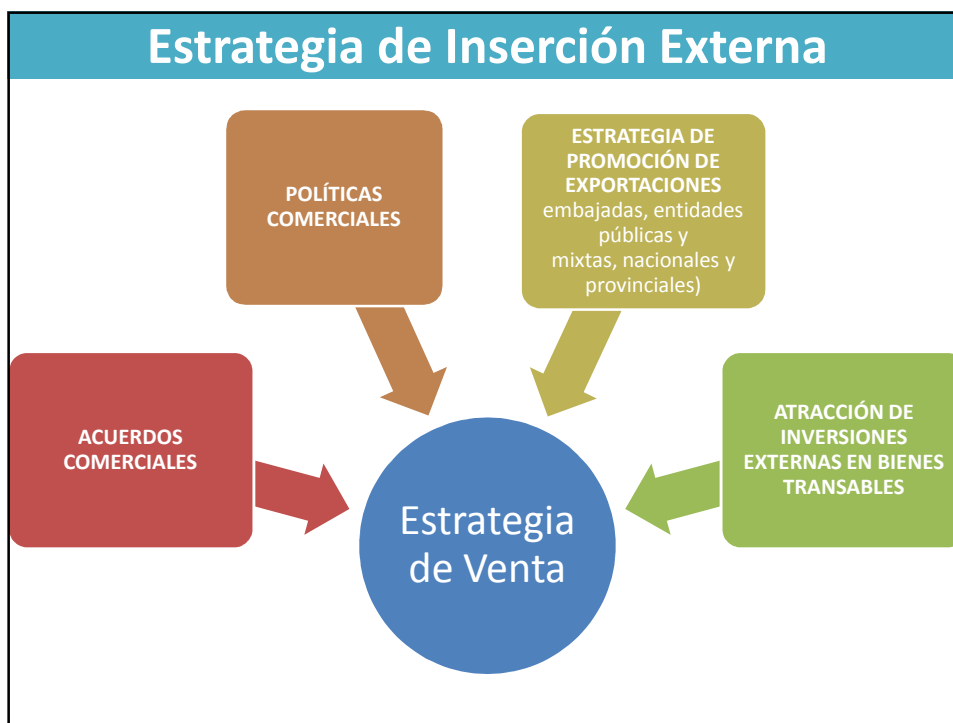 Estrategia de Inserción Externa
POLÍTICAS
COMERCIALES
ESTRATEGIA DE
PROMOCIÓN DE
EXPORTACIONES
embajadas, entidades
públicas y
mixtas, nacionales y
provinciales)
ACUERDOS
COMERCIALES
ATRACCIÓN DE
INVERSIONES
EXTERNAS EN BIENES
TRANSABLES
Estrategia
de Venta